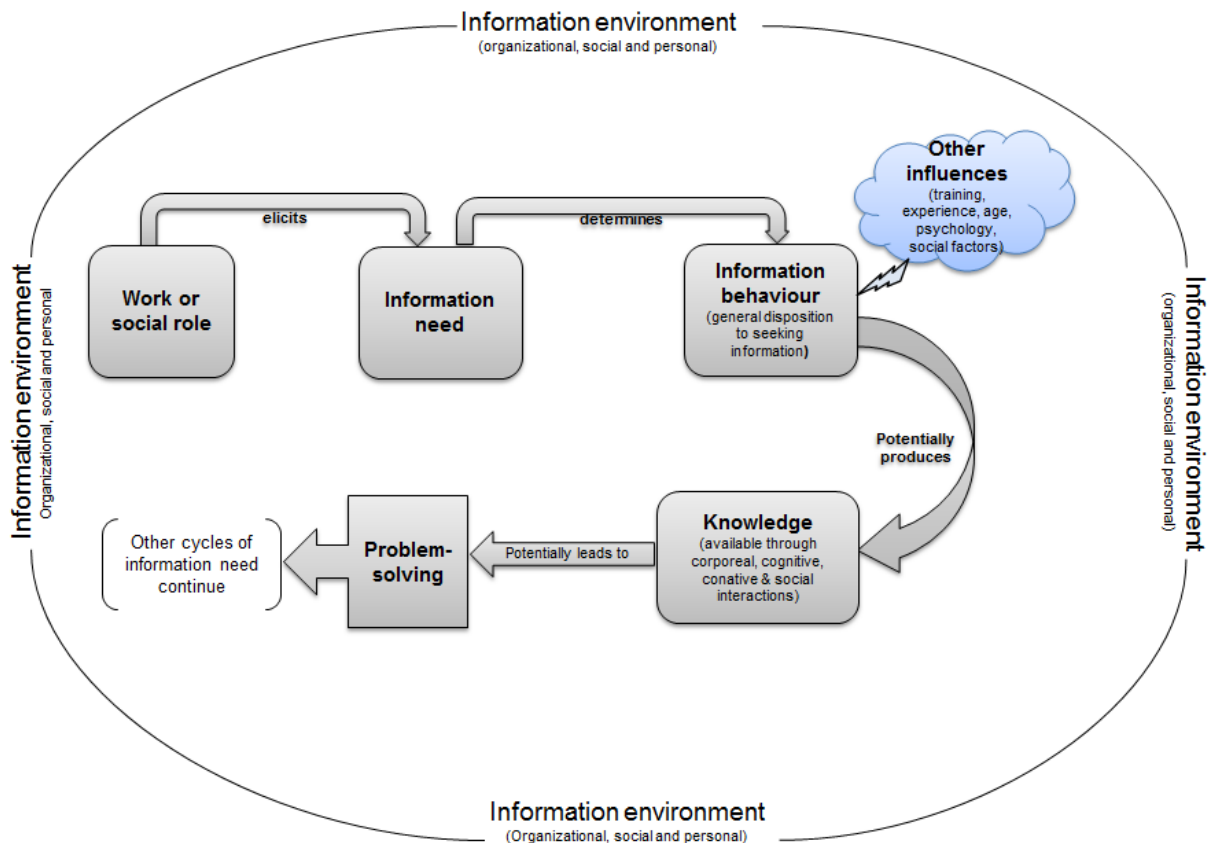 Information environment
(organizational, social and personal)
Other
influences
(training,
experience, age,
psychology,
social factors)
elicits
determines
Work or
social role
Information
need
Information
behaviour
(general disposition
to seeking
information)
Information environment
Organizational, social and personal
Information environment
(organizational, social and personal)
Potentially
produces
Knowledge
(available through
corporeal, cognitive,
conative & social
interactions)
Potentially leads to
Problem-
solving
Other cycles of
information need
continue
Information environment
(Organizational, social and personal)